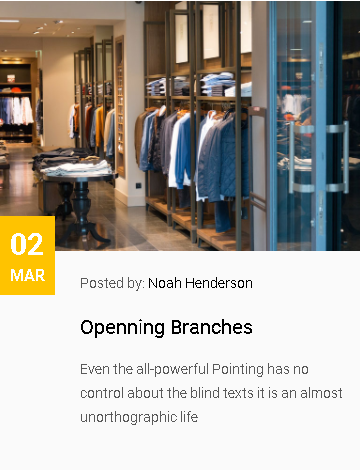 02
MAR
Posted by: Noah Henderson
Openning Branches
Even the all-powerful Pointing has no
control about the blind texts it is an almost
unorthographic life